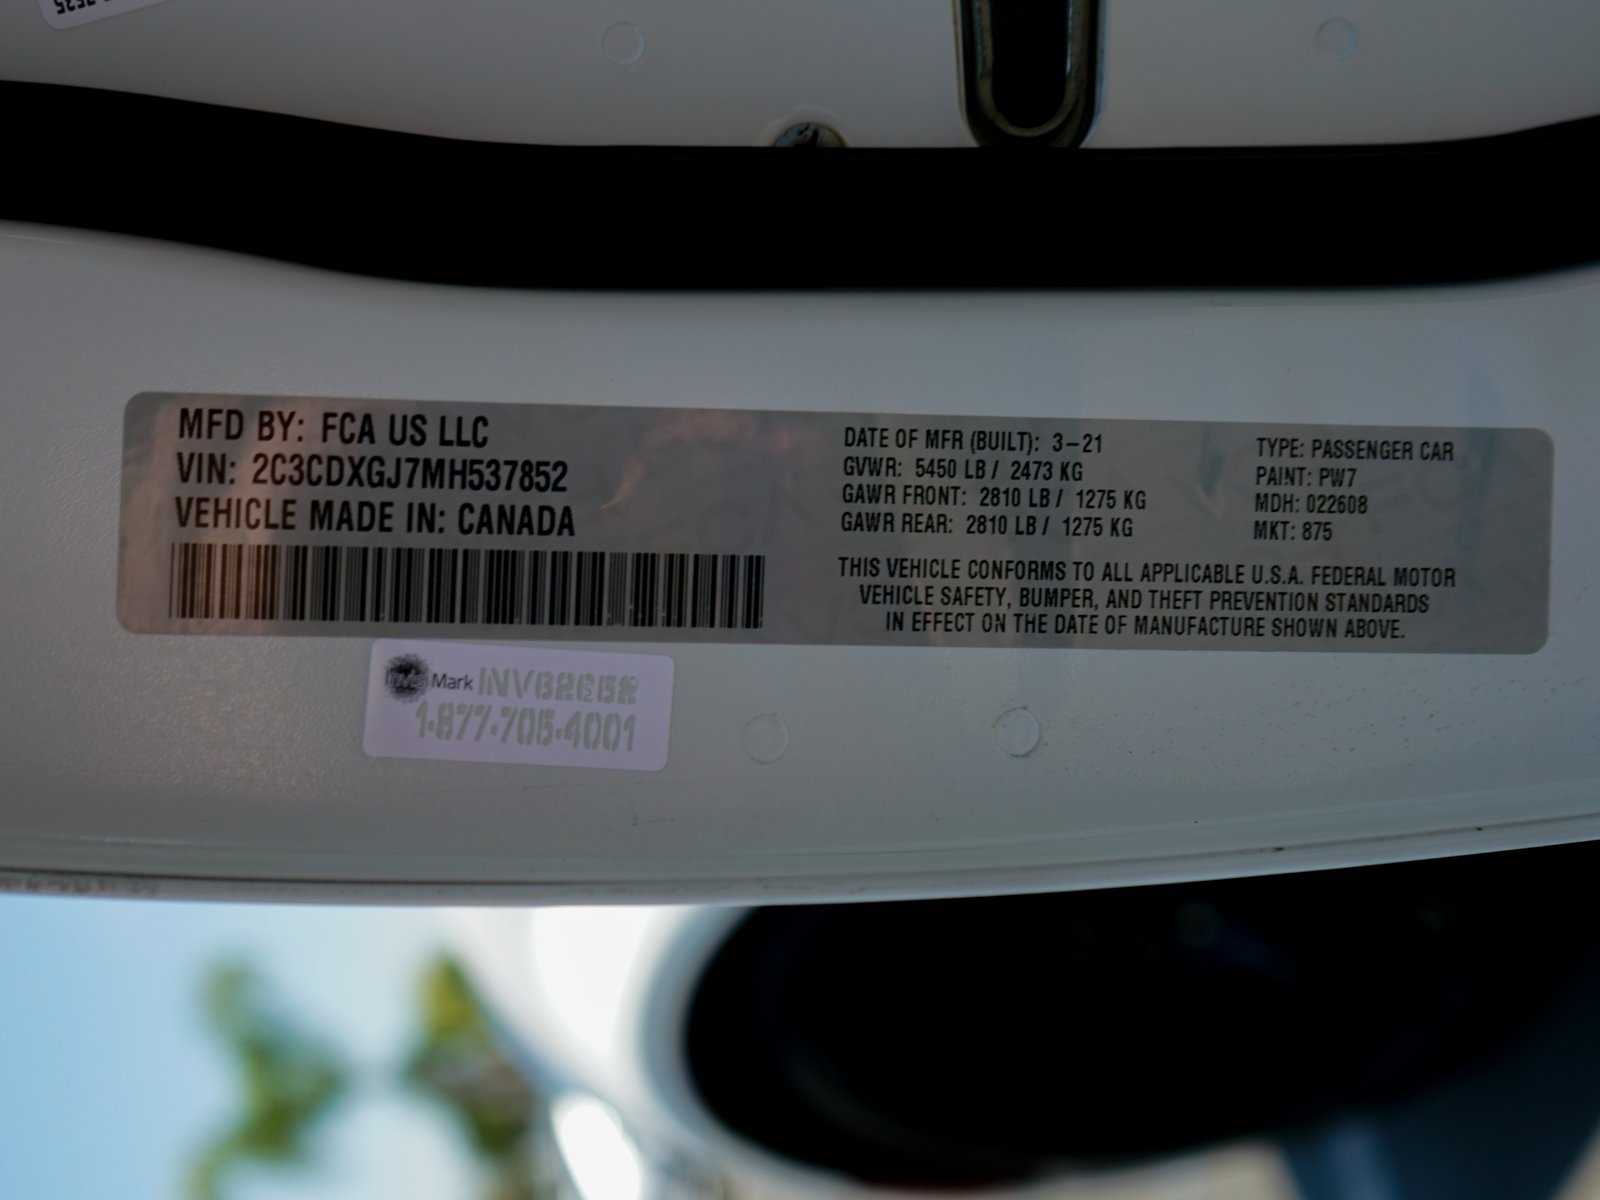 MFD BY: FCA US LLC
VIN: 2C3CDXGJ7MH537852
VEHICLE MADE IN: CANADA
DATE OF MFR (BUILT): 3-21
GVWR: 5450 LB / 2473 KG
GAWR FRONT: 2810 LB / 1275 KG
GAWR REAR: 2810 LB / 1275 KG
TYPE: PASSENGER CAR
PAINT: PW7
MDH: 022608
MKT: 875
THIS VEHICLE CONFORMS TO ALL APPLICABLE U.S.A. FEDERAL MOTOR
VEHICLE SAFETY, BUMPER, AND THEFT PREVENTION STANDARDS
IN EFFECT ON THE DATE OF MANUFACTURE SHOWN ABOVE.
Mark
1-877-705-4001